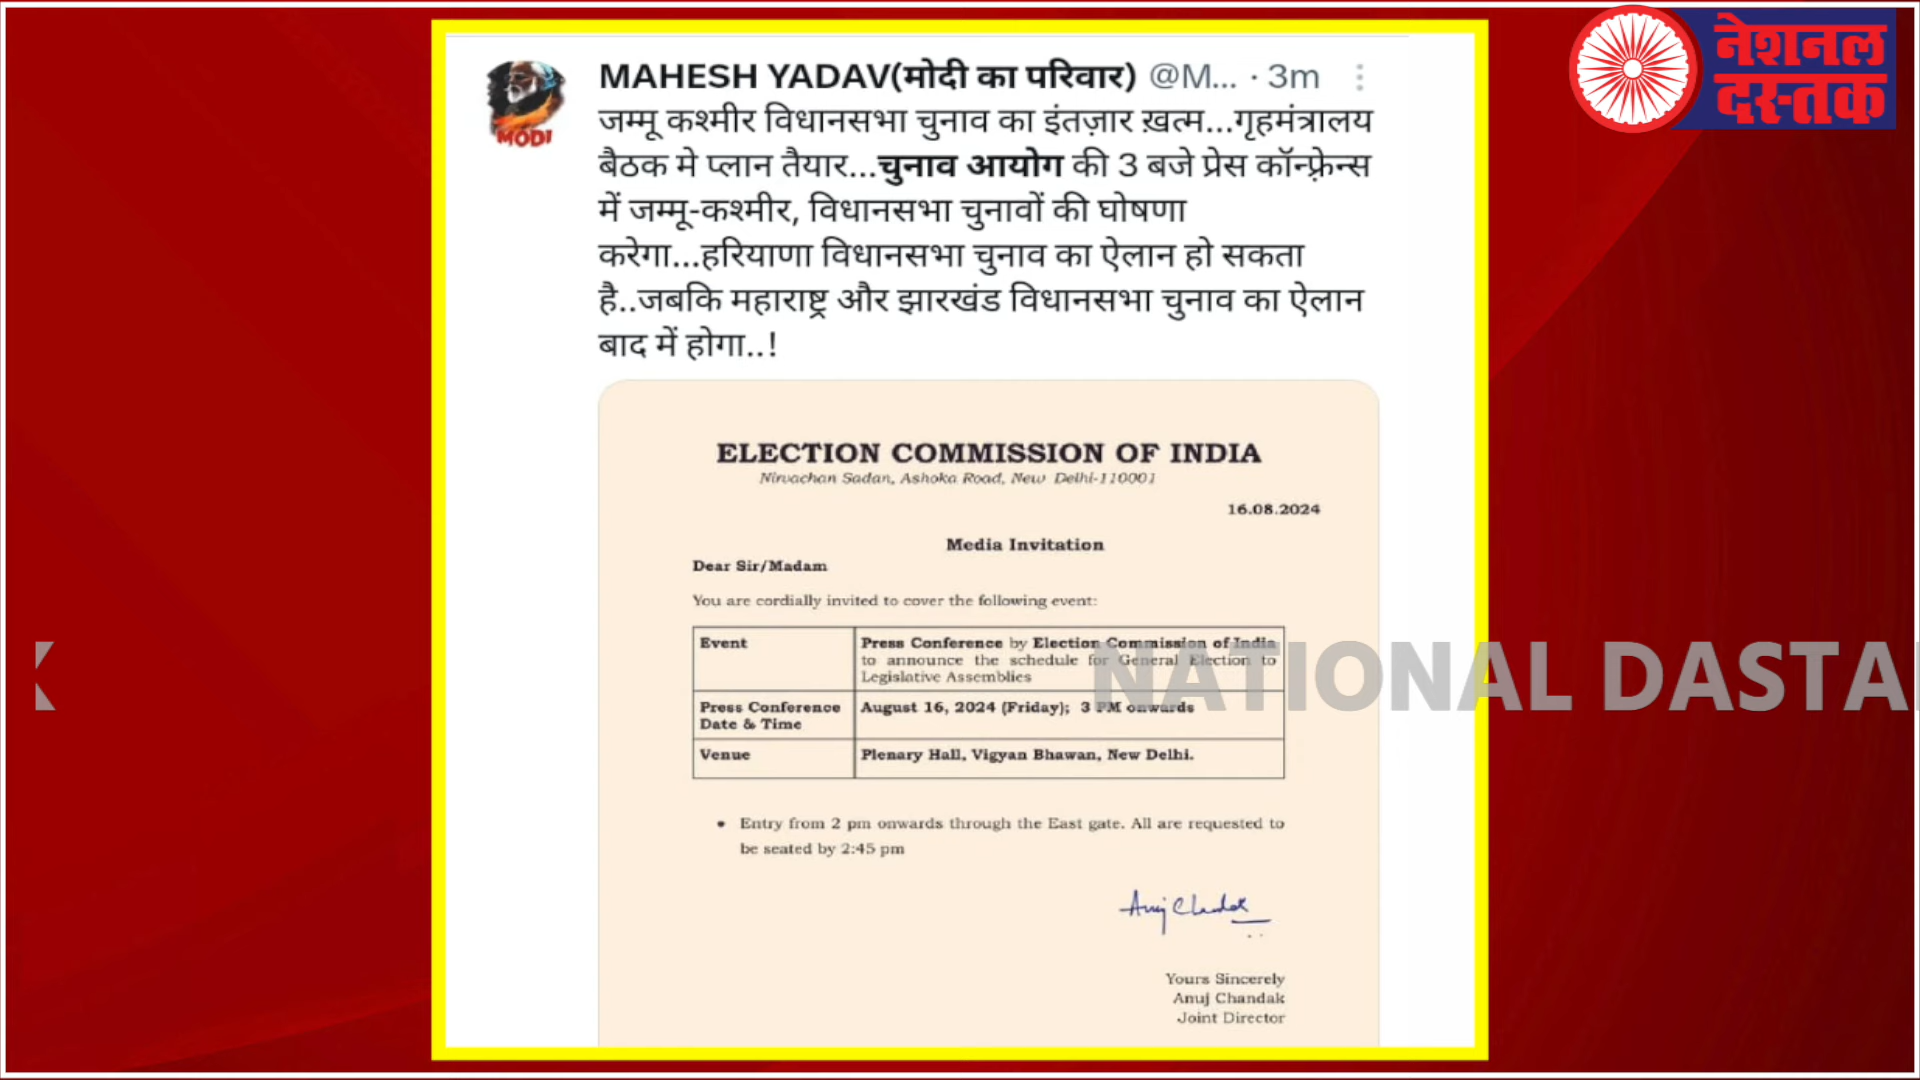 नेशनल
दस्तक
MAHESH YADAV(मोदी का परिवार) @M... · 3m
MODI
जम्मू कश्मीर विधानसभा चुनाव का इंतज़ार ख़त्म...गृहमंत्रालय
बैठक मे प्लान तैयार...चुनाव आयोग की 3 बजे प्रेस कॉन्फ़्रेन्स
में जम्मू-कश्मीर, विधानसभा चुनावों की घोषणा
करेगा...हरियाणा विधानसभा चुनाव का ऐलान हो सकता
है..जबकि महाराष्ट्र और झारखंड विधानसभा चुनाव का ऐलान
बाद में होगा..!
ELECTION COMMISSION OF INDIA
Nirvachan Sadan, Ashoka Road, New Delhi-110001
16.08.2024
Media Invitation
Dear Sir/Madam
You are cordially invited to cover the following event:
Event
Press Conference by Election Commission of India
to announce the schedule for General Election to
Legislative Assemblies
Press Conference
Date & Time
August 16, 2024 (Friday); 3 PM onwards
Venue
Plenary Hall, Vigyan Bhawan, New Delhi.
K NATIONAL DASTA
• Entry from 2 pm onwards through the East gate. All are requested to
be seated by 2:45 pm
Anuj Chandak
Yours Sincerely
Anuj Chandak
Joint Director